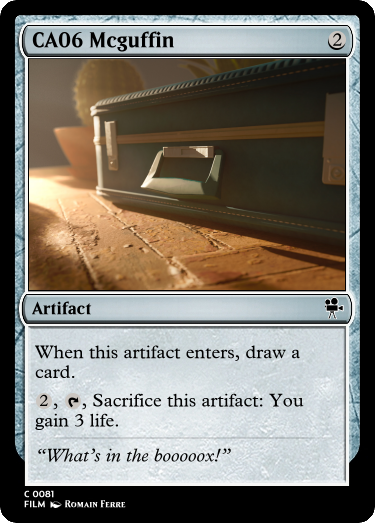 CA06 Mcguffin 2
Artifact
When this artifact enters, draw a
card.
2, , Sacrifice this artifact: You
gain 3 life.
“What’s in the booooox!”
C 0081
FILM Romain Ferre